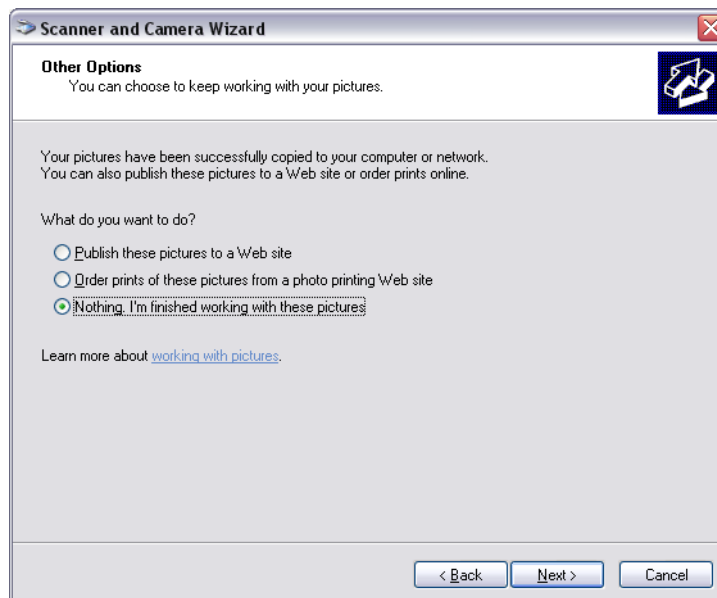 Scanner and Camera Wizard
Other Options
You can choose to keep working with your pictures.
Your pictures have been successfully copied to your computer or network.
You can also publish these pictures to a Web site or order prints online.
What do you want to do?
Publish these pictures to a Web site
Order prints of these pictures from a photo printing Web site
Nothing. I'm finished working with these pictures
Learn more about working with pictures.
< Back Next > Cancel